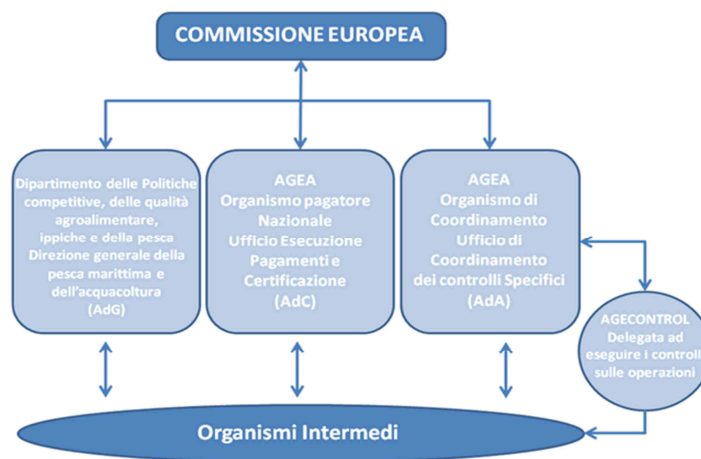 COMMISSIONE EUROPEA
Dipartimento delle Politiche
competitive, delle qualità
agroalimentare,
ippiche e della pesca
Direzione generale della
pesca marittima e
dell'acquacoltura
(AdG)
AGEA
Organismo pagatore
Nazionale
Ufficio Esecuzione
Pagamenti e
Certificazione
(AdC)
AGEA
Organismo di
Coordinamento
Ufficio di
Coordinamento
dei controlli Specifici
(AdA)
AGECONTROL
Delegata ad
eseguire i controlli
sulle operazioni
Organismi Intermedi